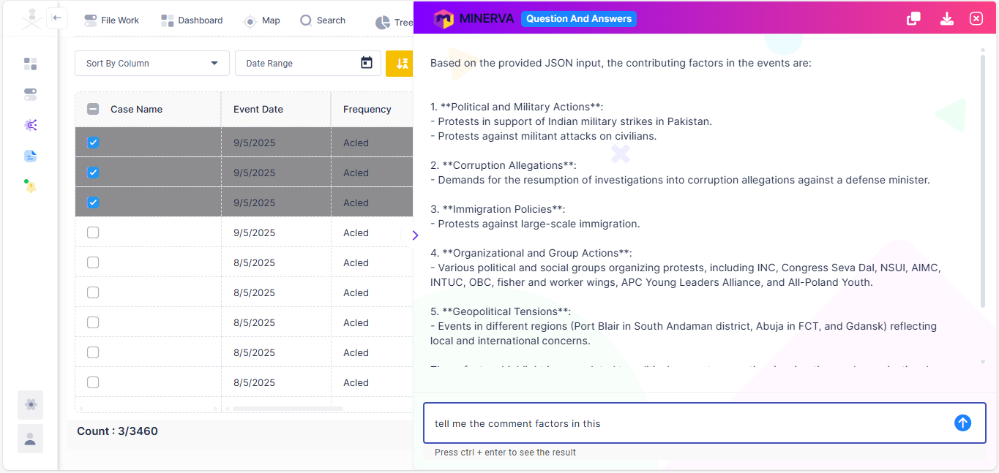 File Work
Dashboard
Map
Search
Tree
MINERVA
Question And Answers
Sort By Column
Date Range
Case Name
Event Date
Frequency
9/5/2025
Acled
9/5/2025
Acled
9/5/2025
Acled
9/5/2025
Acled
8/5/2025
Acled
8/5/2025
Acled
8/5/2025
Acled
8/5/2025
Acled
8/5/2025
Acled
Count : 3/3460
Based on the provided JSON input, the contributing factors in the events are:
1. **Political and Military Actions**:
- Protests in support of Indian military strikes in Pakistan.
- Protests against militant attacks on civilians.
2. **Corruption Allegations**:
- Demands for the resumption of investigations into corruption allegations against a defense minister.
3. **Immigration Policies**:
- Protests against large-scale immigration.
4. **Organizational and Group Actions**:
- Various political and social groups organizing protests, including INC, Congress Seva Dal, NSUI, AIMC,
INTUC, OBC, fisher and worker wings, APC Young Leaders Alliance, and All-Poland Youth.
5. **Geopolitical Tensions**:
- Events in different regions (Port Blair in South Andaman district, Abuja in FCT, and Gdansk) reflecting
local and international concerns.
tell me the comment factors in this
Press ctrl + enter to see the result